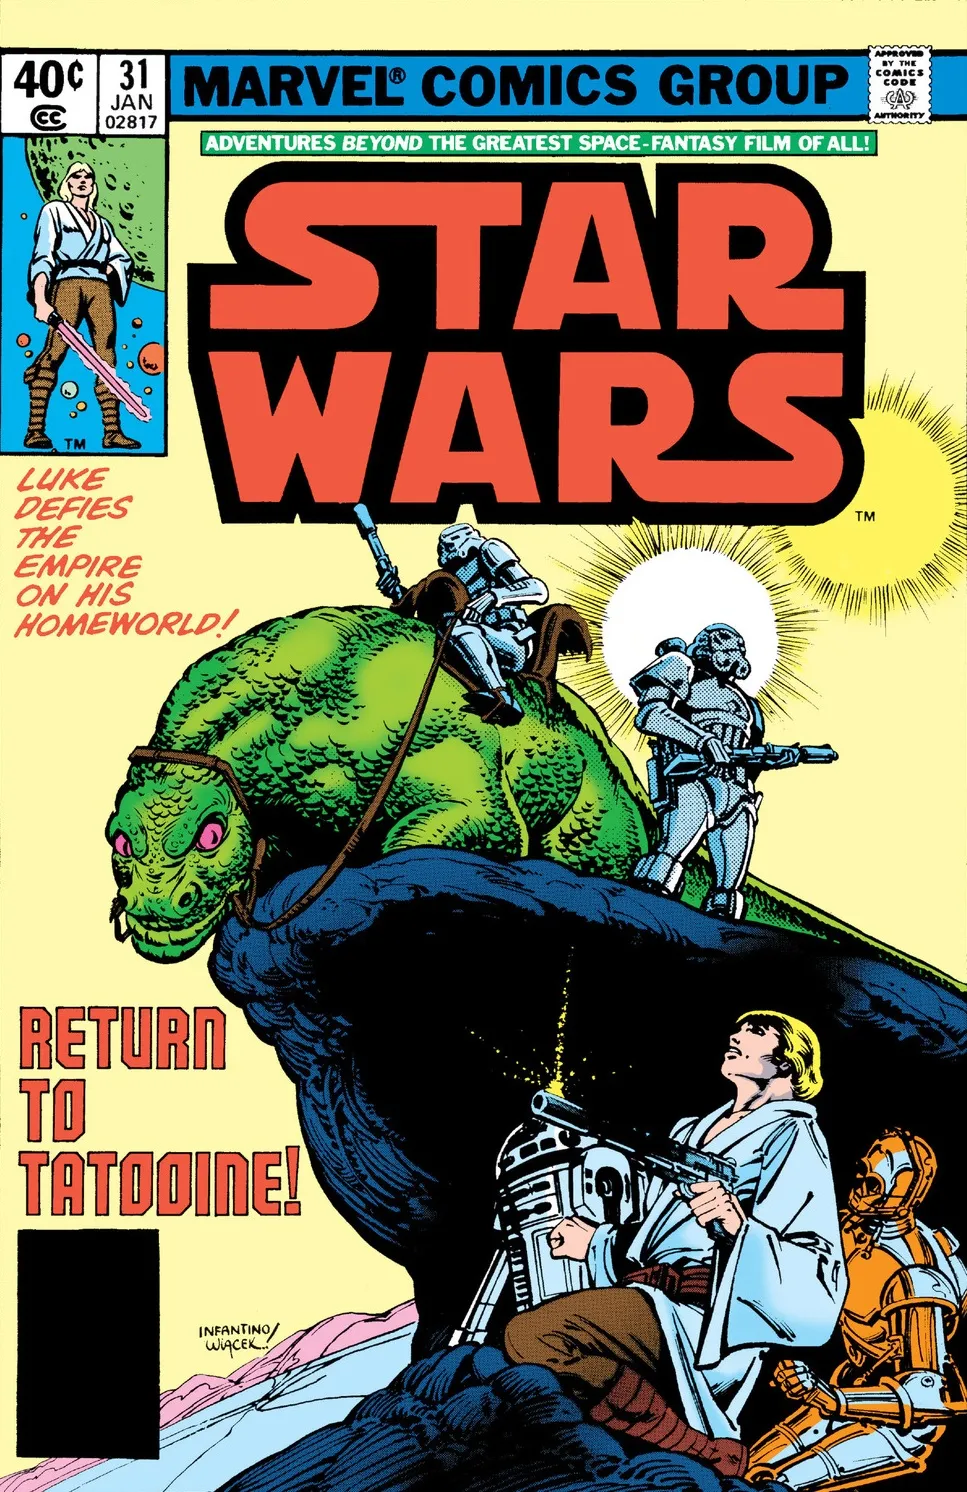 40¢
CC
31
JAN
02817
MARVEL® COMICS GROUP
APPROVED
BY THE
COMICS
CODE
CA
AUTHORITY
ADVENTURES BEYOND THE GREATEST SPACE-FANTASY FILM OF ALL!
STAR
WARS
TM
TM
LUKE
DEFIES
THE
EMPIRE
ON HIS
HOMEWORLD!
RETURN
TO
TATOOINE!
INFANTINO/
WIACEK..!